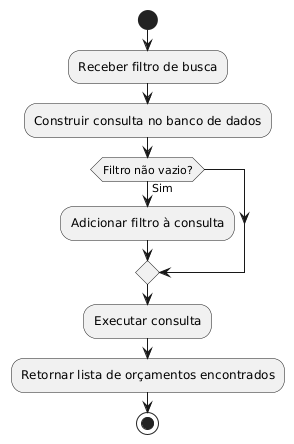 Receber filtro de busca
Construir consulta no banco de dados
Filtro não vazio?
Sim
Adicionar filtro à consulta
Executar consulta
Retornar lista de orçamentos encontrados